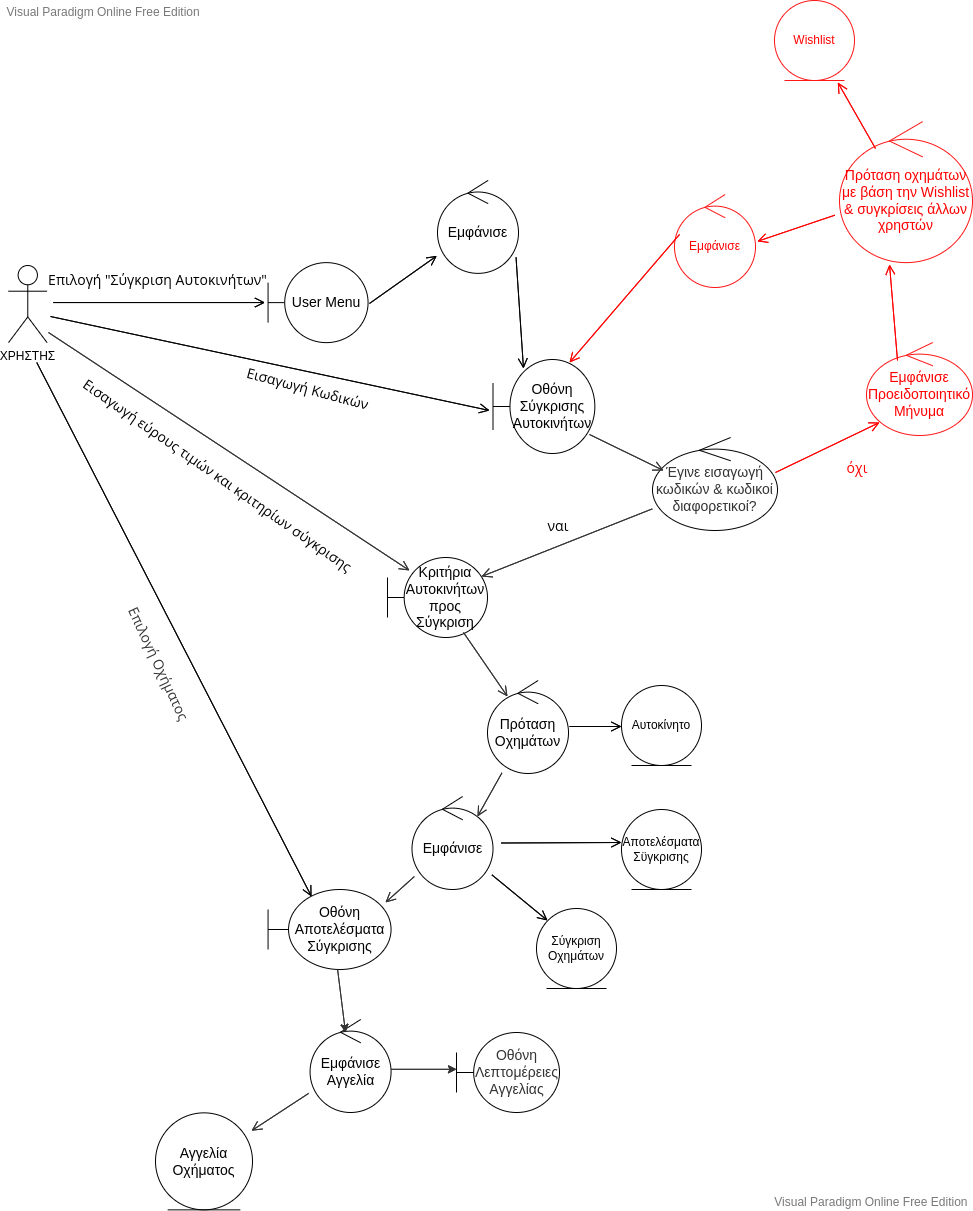 Visual Paradigm Online Free Edition
Wishlist
Πρόταση οχημάτων
με βάση την Wishlist
& συγκρίσεις άλλων
χρηστών
Εμφάνισε
Εμφάνισε
Επιλογή "Σύγκριση Αυτοκινήτων"
User Menu
ΧΡΗΣΤΗΣ
Εισαγωγή Κωδικών
Οθόνη
Σύγκρισης
Αυτοκινήτων
Εμφάνισε
Προειδοποιητικό
Μήνυμα
όχι
Έγινε εισαγωγή
κωδικών & κωδικοί
διαφορετικοί?
ναι
Εισαγωγή εύρους τιμών και κριτηρίων σύγκρισης
Κριτήρια
Αυτοκινήτων
προς
Σύγκριση
Επιλογή Οχήματος
Πρόταση
Οχημάτων
Αυτοκίνητο
Εμφάνισε
Αποτελέσματα
Σϋγκρισης
Οθόνη
Αποτελέσματα
Σύγκρισης
Σύγκριση
Οχημάτων
Εμφάνισε
Αγγελία
Οθόνη
Λεπτομέρειες
Αγγελίας
Αγγελία
Οχήματος
Visual Paradigm Online Free Edition